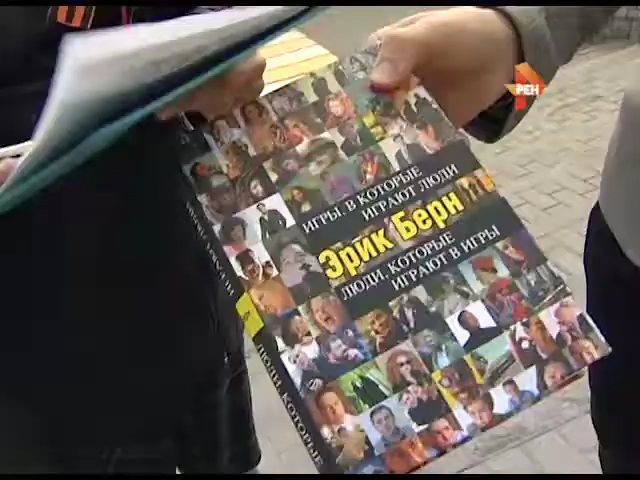 РЕН
ИГРЫ, В КОТОРЫЕ
ИГРАЮТ ЛЮДИ
Эрик Берн
ЛЮДИ, КОТОРЫЕ
ИГРАЮТ В ИГРЫ
ЛЮДИ, КОТОРЫЕ